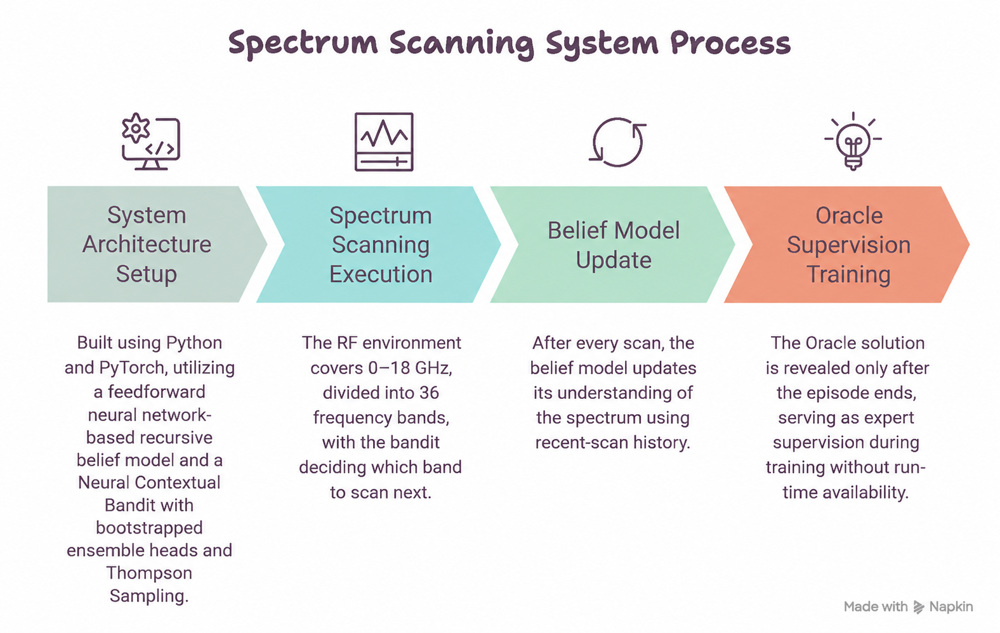 Spectrum Scanning System Process
</>
System
Architecture
Setup
Spectrum
Scanning
Execution
Belief Model
Update
Oracle
Supervision
Training
Built using Python
and PyTorch, utilizing
a feedforward
neural network-
based recursive
belief model and a
Neural Contextual
Bandit with
bootstrapped
ensemble heads and
Thompson
Sampling.
The RF environment
covers 0–18 GHz,
divided into 36
frequency bands,
with the bandit
deciding which band
to scan next.
After every scan, the
belief model updates
its understanding of
the spectrum using
recent-scan history.
The Oracle solution
is revealed only after
the episode ends,
serving as expert
supervision during
training without run-
time availability.
Made with Napkin